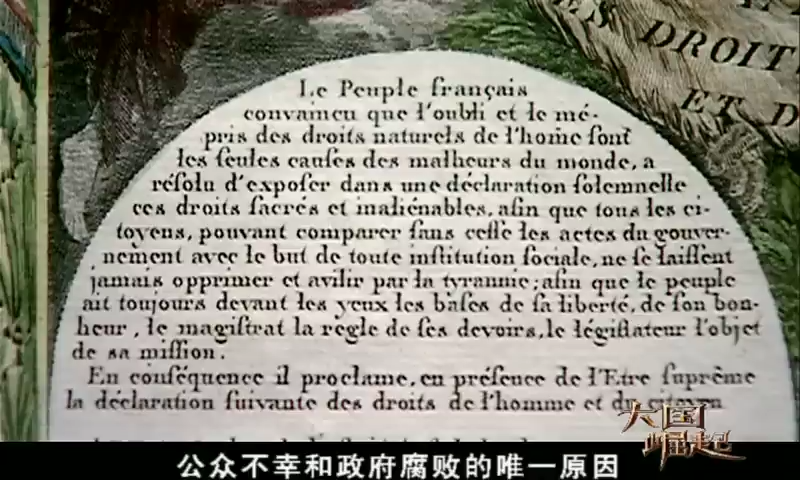 ES DROIT
ET D
Le Peuple français
convaincu que l'oubli et le mé-
pris des droits naturels de l'hom̄e sont
les seules causes des malheurs du monde, a
résolu d'exposer dans une déclaration solemnelle
ces droits sacrés et inaliénables, afin que tous les ci-
toyens, pouvant comparer sans cesse les actes du gouver-
nement avec le but de toute institution sociale, ne se laissent
jamais opprimer et avilir par la tyrannie; afin que le peuple
ait toujours devant les yeux les bases de sa liberté, de son bon-
heur, le magistrat la règle de ses devoirs, le législateur l'objet
de sa mission.
En conséquence il proclame, en présence de l'Etre suprême
la déclaration suivante des droits de l'homme et du citoyen
大国
崛起
公众不幸和政府腐败的唯一原因